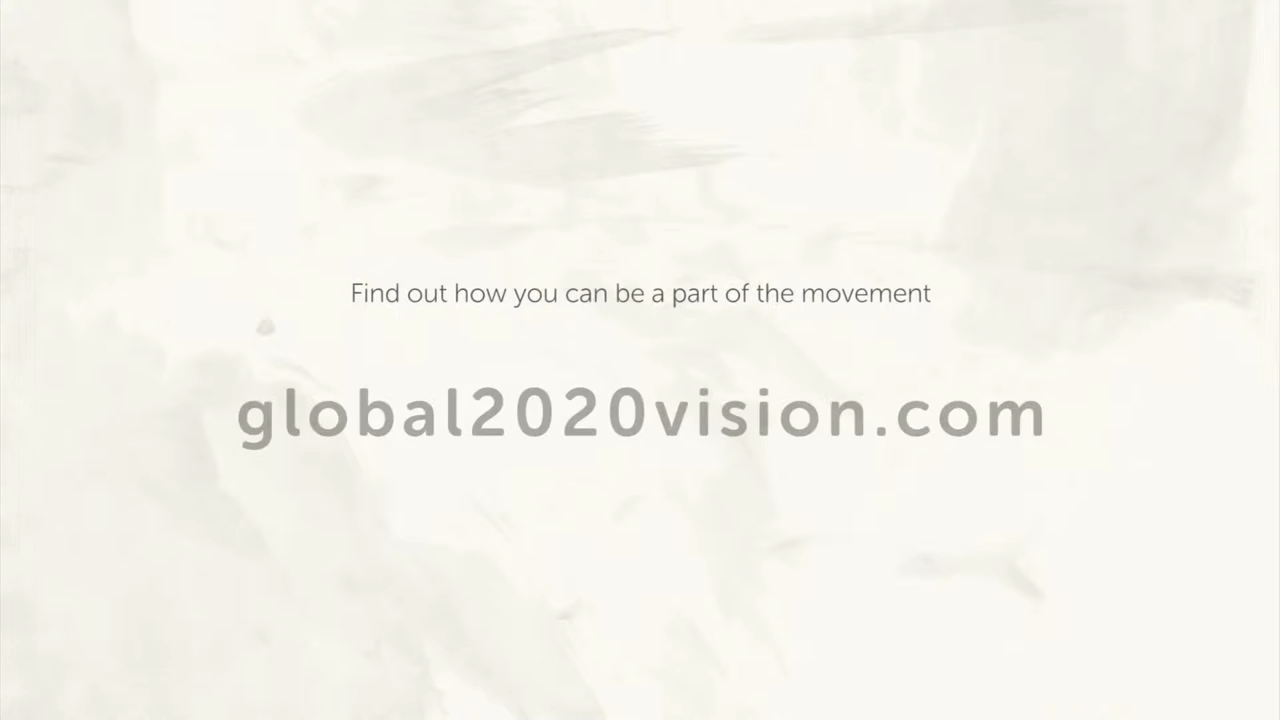 Find out how you can be a part of the movement
global2020vision.com